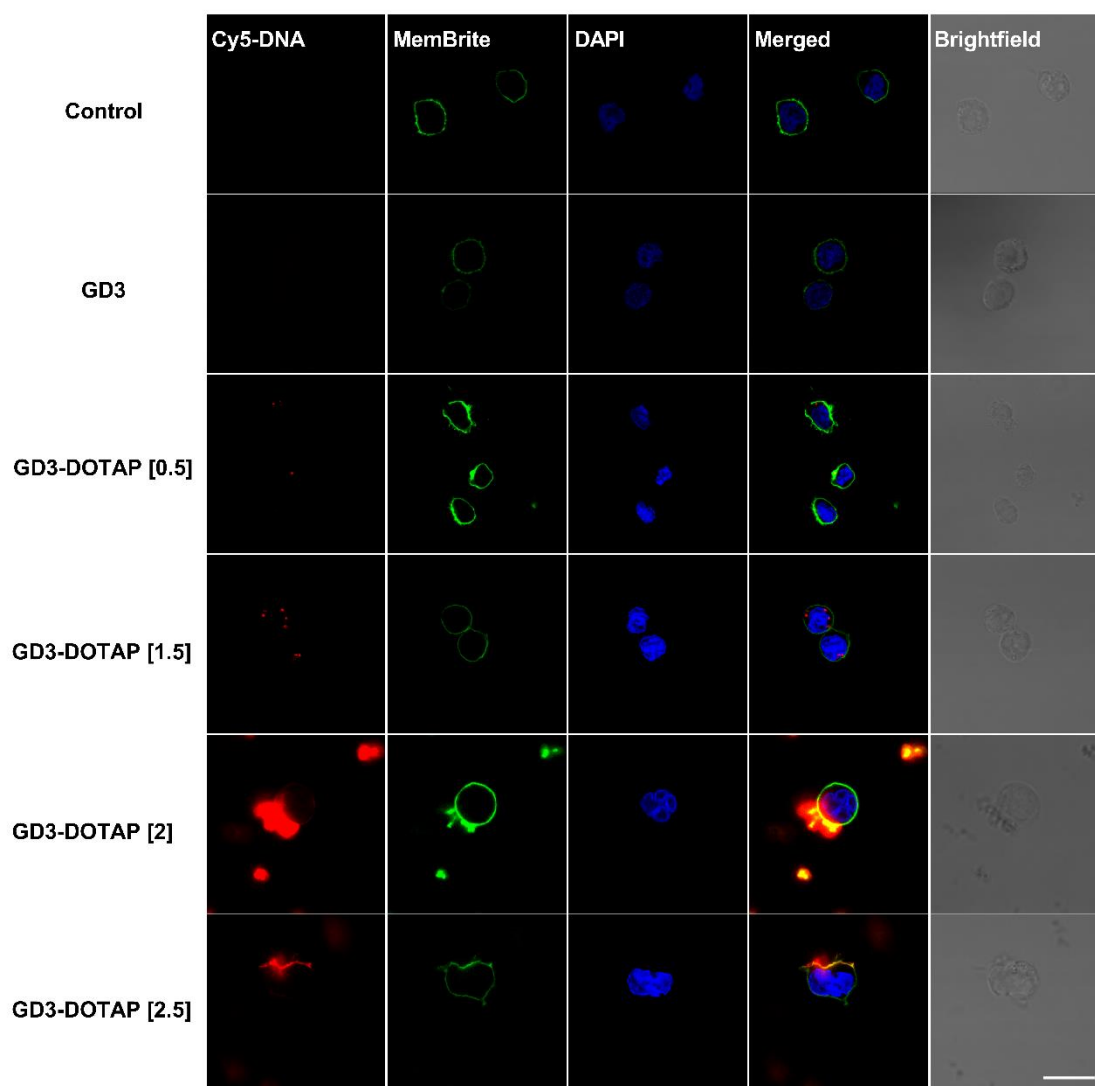 Cy5-DNA MemBrite DAPI Merged Brightfield
Control
GD3
GD3-DOTAP [0.5]
GD3-DOTAP [1.5]
GD3-DOTAP [2]
GD3-DOTAP [2.5]